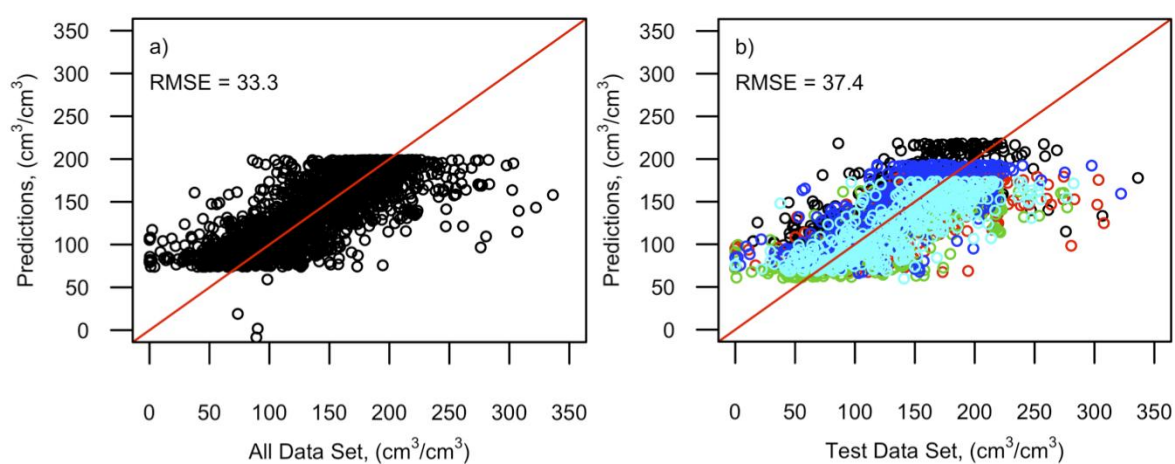 a)
RMSE = 33.3
350
300
250
200
150
100
50
0
Predictions, (cm³/cm³)
0 50 100 150 200 250 300 350
All Data Set, (cm³/cm³)
b)
RMSE = 37.4
350
300
250
200
150
100
50
0
Predictions, (cm³/cm³)
0 50 100 150 200 250 300 350
Test Data Set, (cm³/cm³)